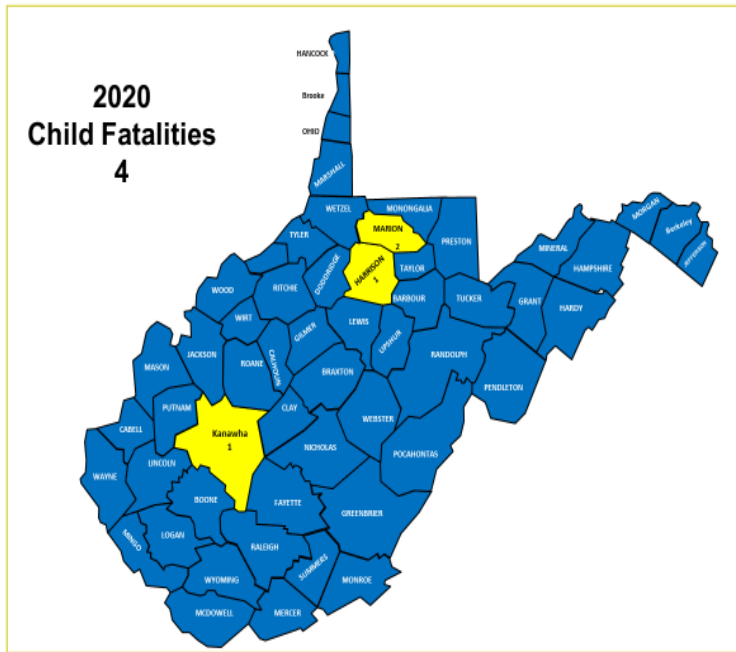 2020
Child Fatalities
4
HANCOCK
Brooke
OHIO
MARSHALL
WETZEL
MONONGALIA
MARION
2
PRESTON
TYLER
DODDRIDGE
HARRISON
1
TAYLOR
MORGAN
Berkeley
JEFFERSON
MINERAL
HAMPSHIRE
WOOD
RITCHIE
BARBOUR
TUCKER
GRANT
HARDY
WIRT
GILMER
LEWIS
UPSHUR
RANDOLPH
JACKSON
ROANE
CALHOUN
MASON
BRAXTON
PENDLETON
PUTNAM
CLAY
WEBSTER
CABELL
Kanawha
1
NICHOLAS
POCAHONTAS
WAYNE
LINCOLN
BOONE
FAYETTE
GREENBRIER
MINGO
LOGAN
RALEIGH
SUMMERS
WYOMING
MONROE
MCDOWELL
MERCER